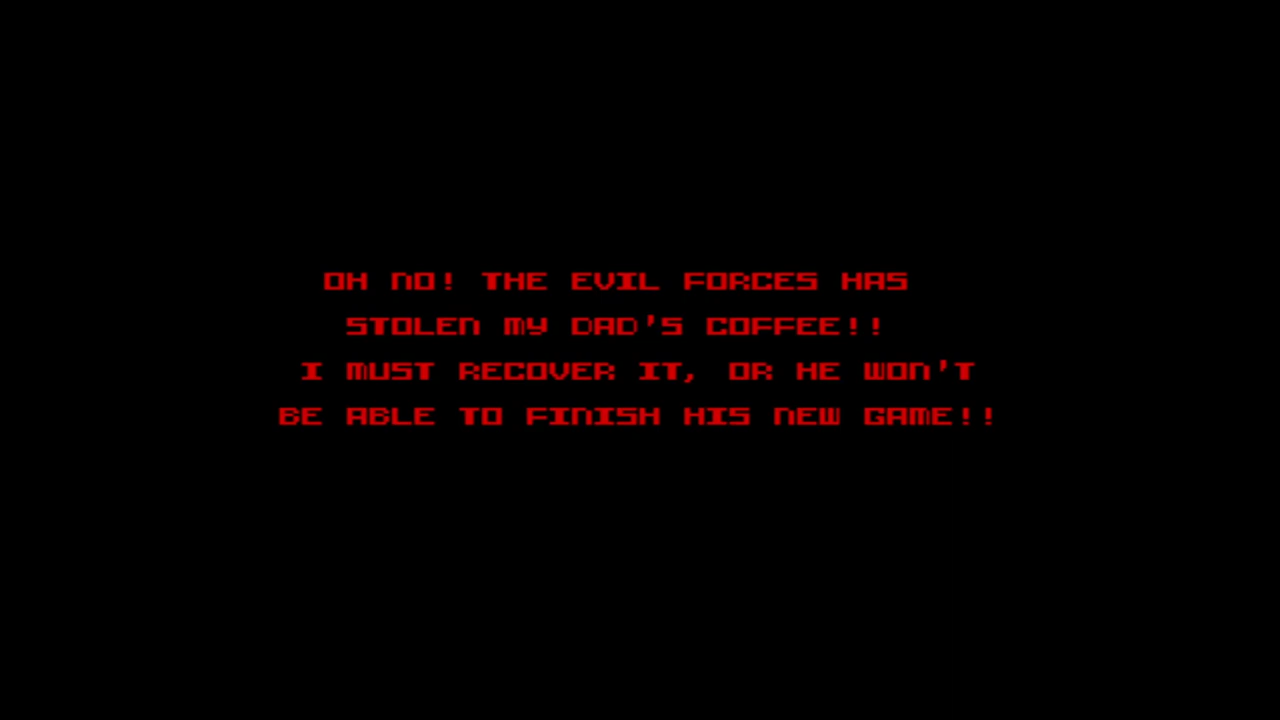 OH NO! THE EVIL FORCES HAS
STOLEN MY DAD'S COFFEE!!
I MUST RECOVER IT, OR HE WON'T
BE ABLE TO FINISH HIS NEW GAME!!